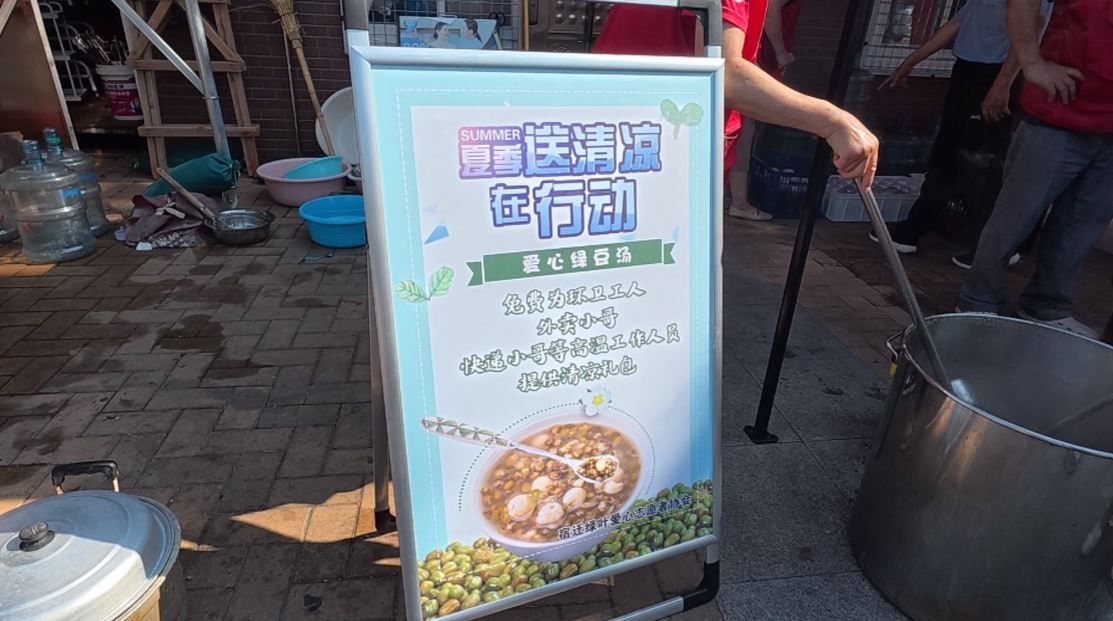 SUMMER
夏季送清凉
在行动
爱心绿豆汤
免费为环卫工人
外卖小哥
快递小哥等高温工作人员
提供清凉礼包
宿迁绿叶爱心志愿者协会